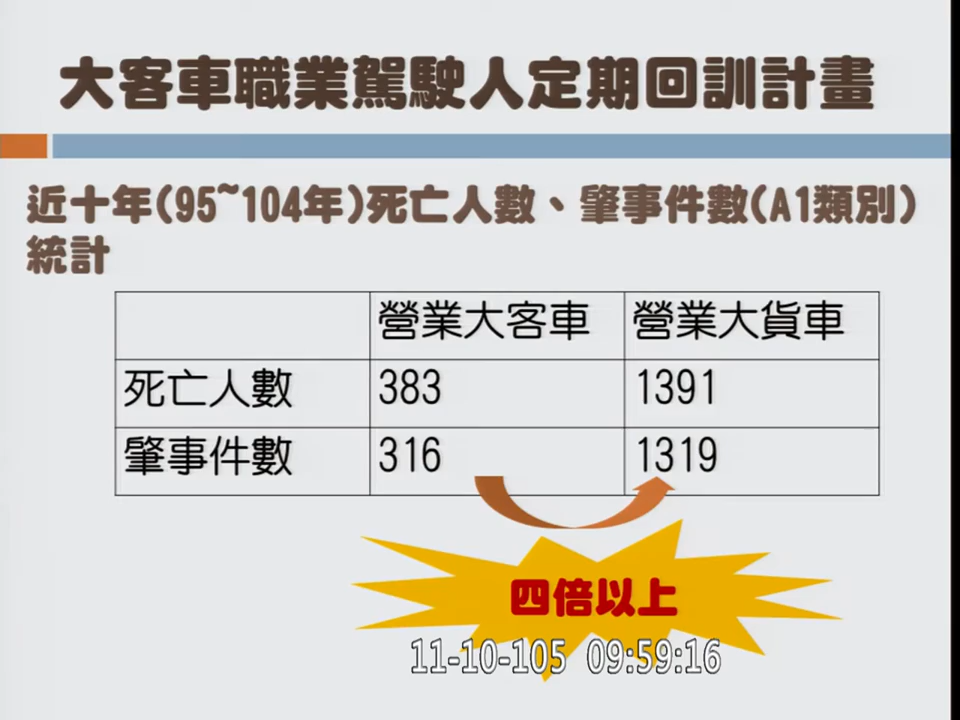 大客車職業駕駛人定期回訓計畫
近十年(95~104年)死亡人數、肇事件數(A1類別)
統計
營業大客車 營業大貨車
死亡人數 383 1391
肇事件數 316 1319
四倍以上
11-10-105 09:59:16